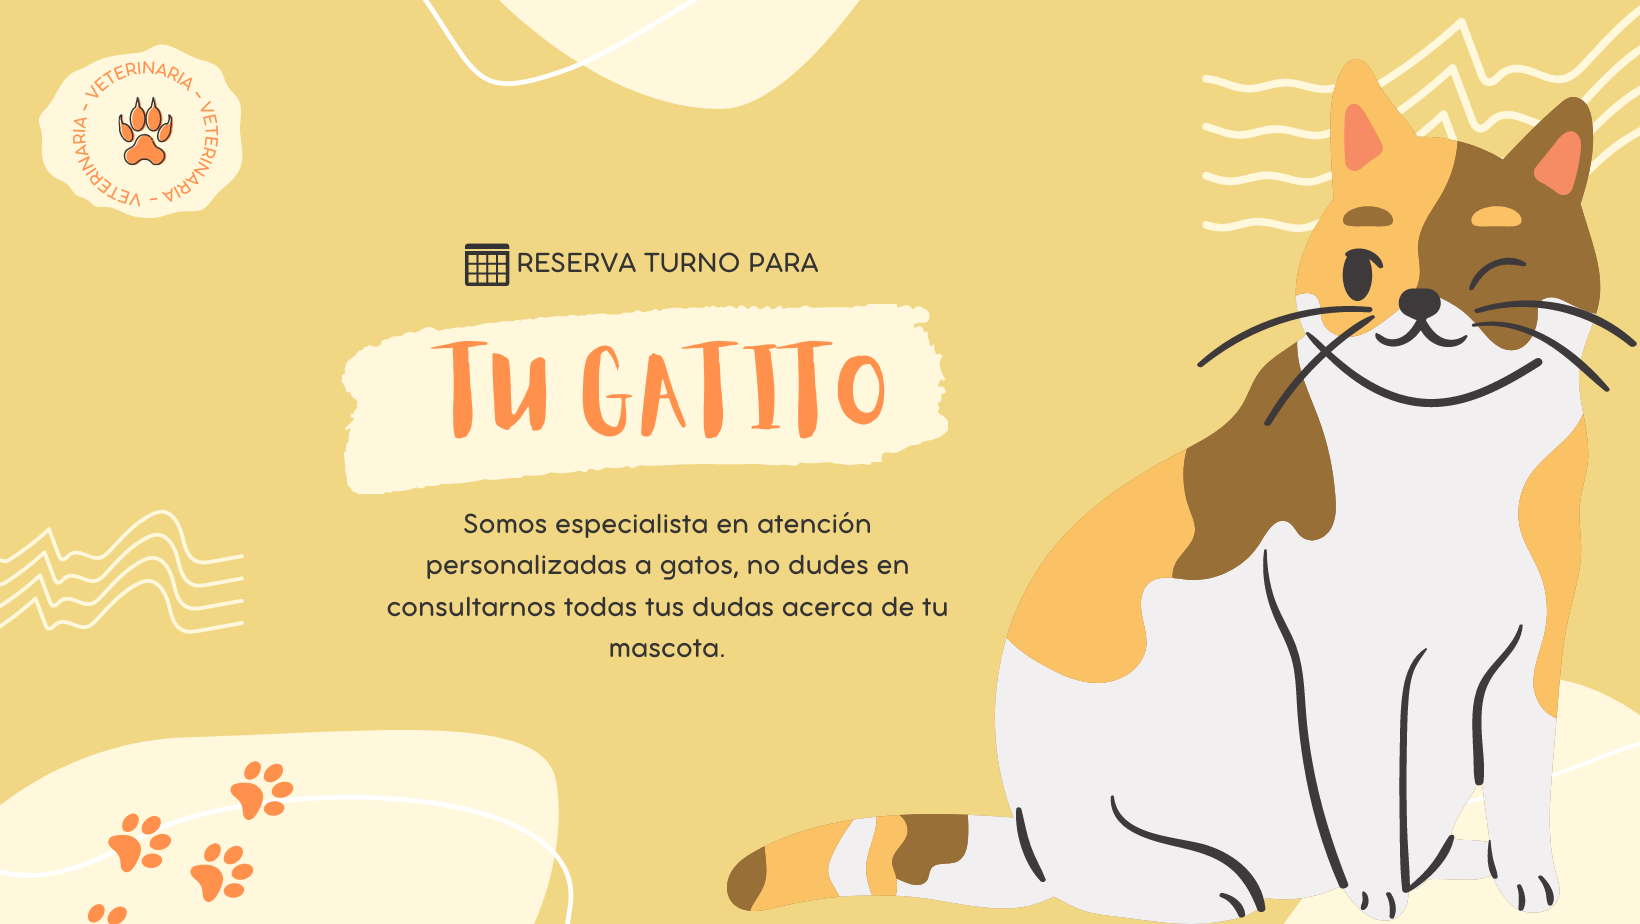 VETERINARIA - VETERINARIA - VETERINARIA -
RESERVA TURNO PARA
TU GATITO
Somos especialista en atención
personalizadas a gatos, no dudes en
consultarnos todas tus dudas acerca de tu
mascota.